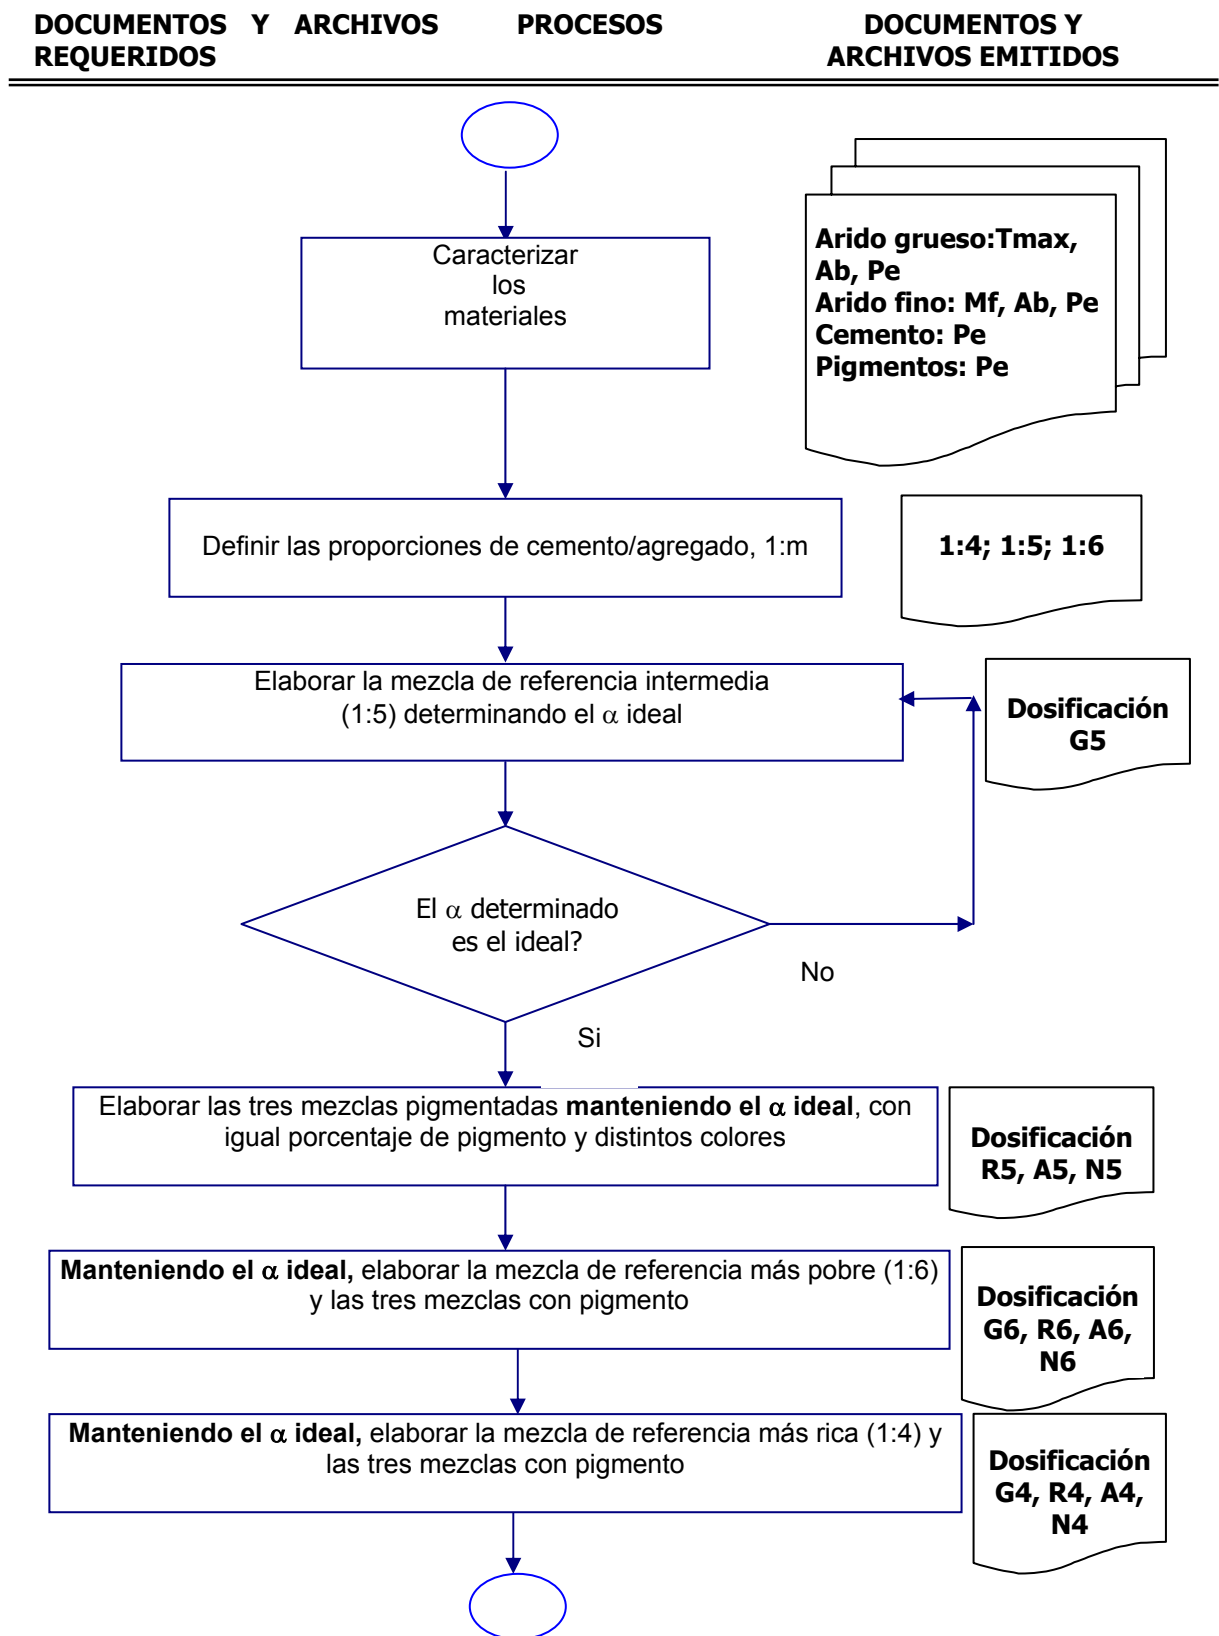 DOCUMENTOS Y ARCHIVOS REQUERIDOS
PROCESOS
DOCUMENTOS Y
ARCHIVOS EMITIDOS
Caracterizar
los
materiales
Arido grueso:Tmax,
Ab, Pe
Arido fino: Mf, Ab, Pe
Cemento: Pe
Pigmentos: Pe
Definir las proporciones de cemento/agregado, 1:m
1:4; 1:5; 1:6
Elaborar la mezcla de referencia intermedia
(1:5) determinando el α ideal
Dosificación
G5
El α determinado
es el ideal?
No
Si
Elaborar las tres mezclas pigmentadas manteniendo el α ideal, con
igual porcentaje de pigmento y distintos colores
Dosificación
R5, A5, N5
Manteniendo el α ideal, elaborar la mezcla de referencia más pobre (1:6)
y las tres mezclas con pigmento
Dosificación
G6, R6, A6,
N6
Manteniendo el α ideal, elaborar la mezcla de referencia más rica (1:4) y
las tres mezclas con pigmento
Dosificación
G4, R4, A4,
N4